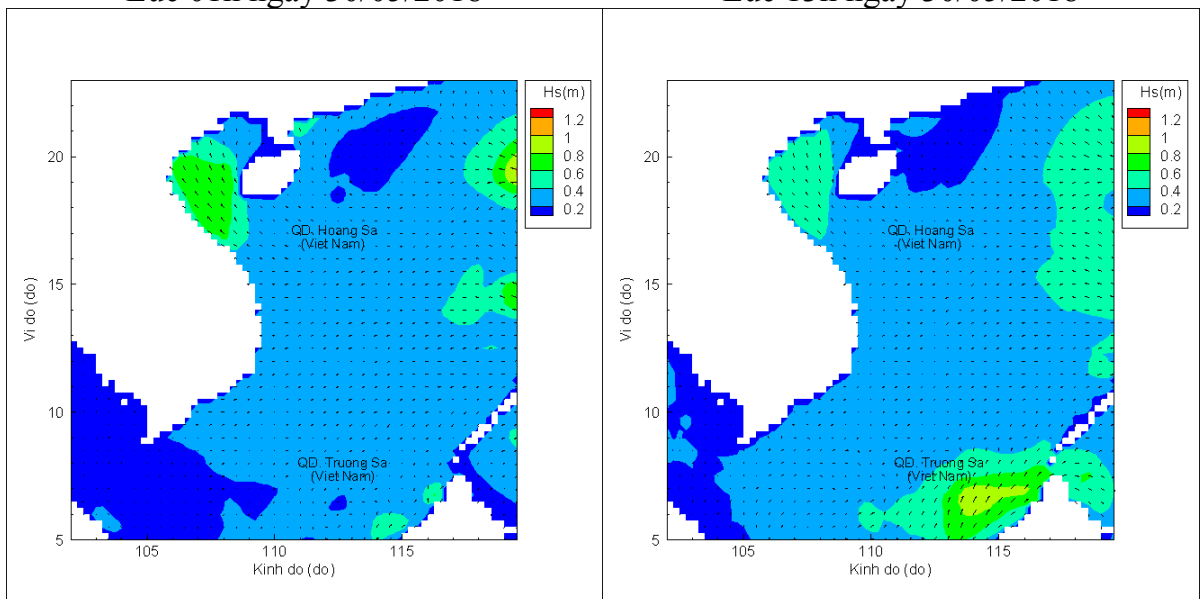 Hs(m)
1.2
1
0.8
0.6
0.4
0.2
20
15
10
5
Vi do (do)
QD. Hoang Sa
(Viet Nam)
QD. Truong Sa
(Viet Nam)
105 110 115
Kinh do (do)
Hs(m)
1.2
1
0.8
0.6
0.4
0.2
20
15
10
5
Vi do (do)
QD. Hoang Sa
(Viet Nam)
QD. Truong Sa
(Viet Nam)
105 110 115
Kinh do (do)